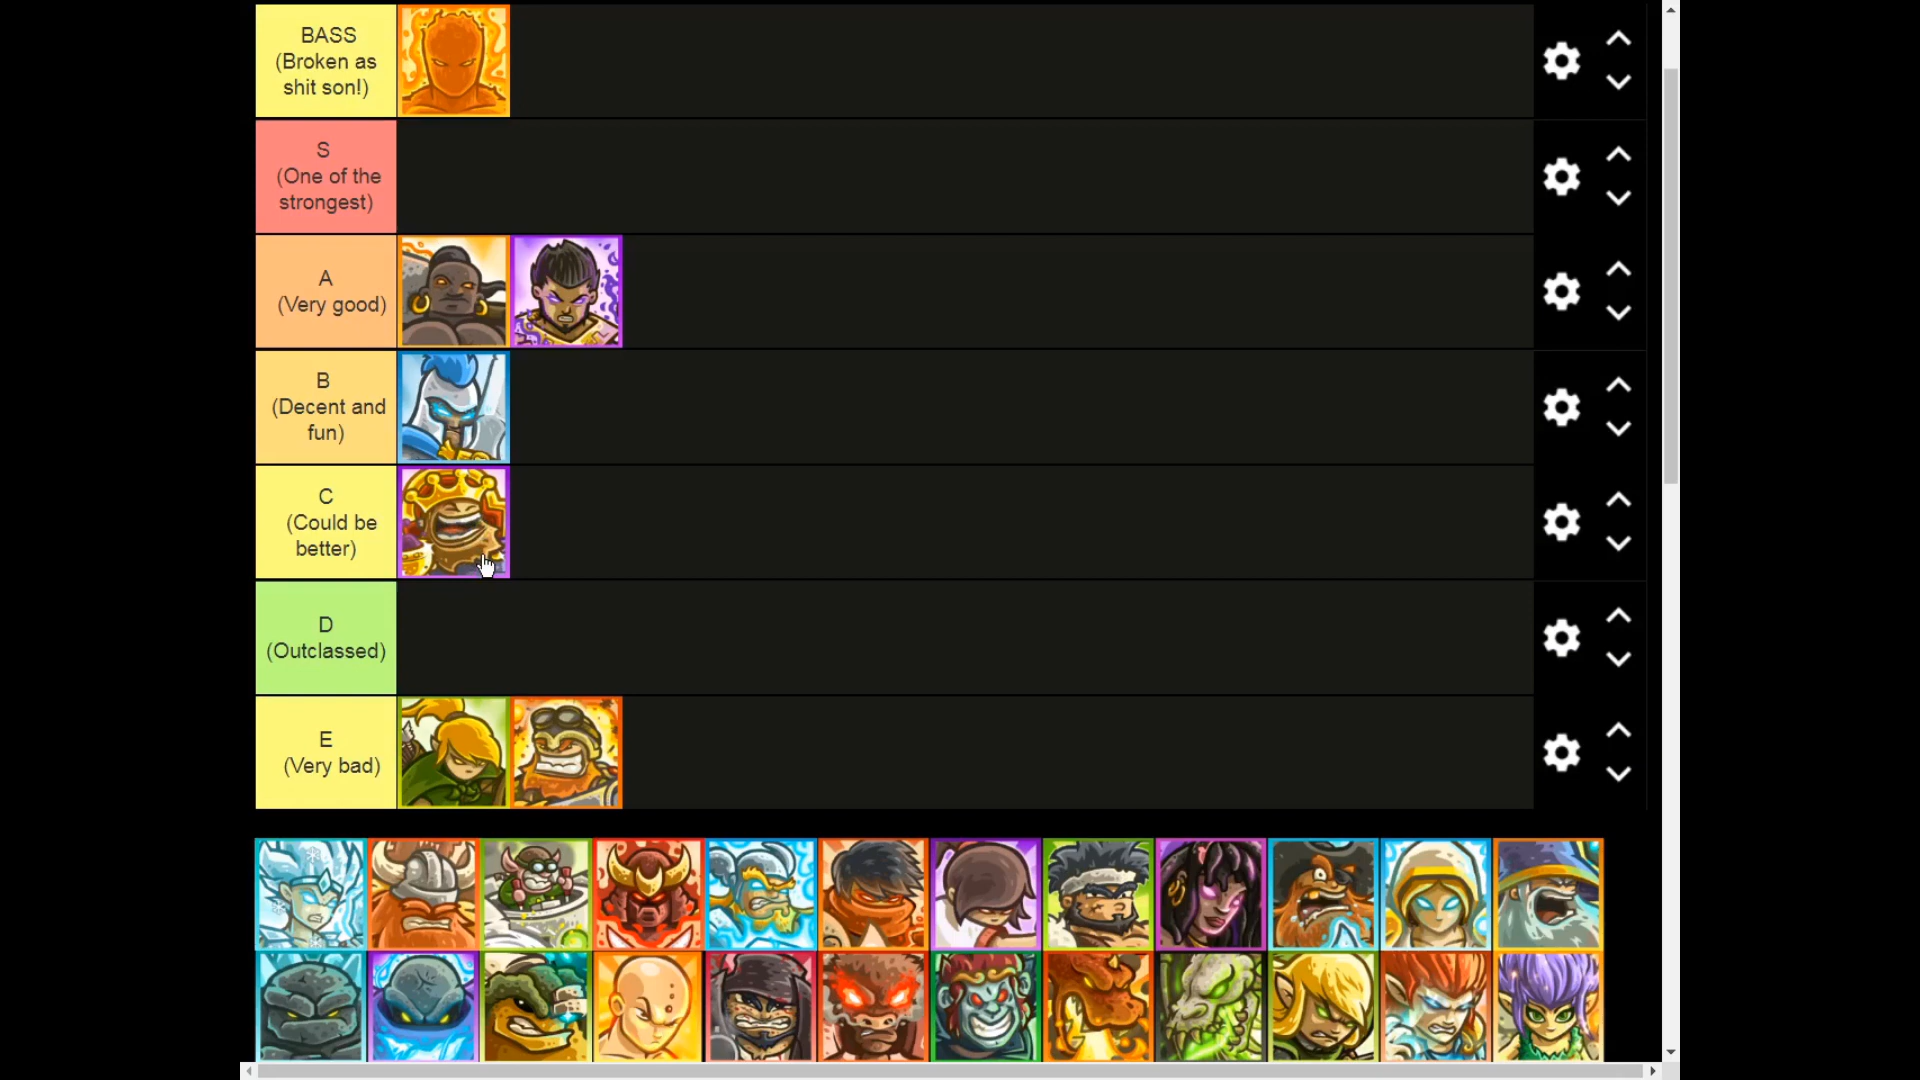 BASS
(Broken as
shit son!)
S
(One of the
strongest)
A
(Very good)
B
(Decent and
fun)
C
(Could be
better)
D
(Outclassed)
E
(Very bad)